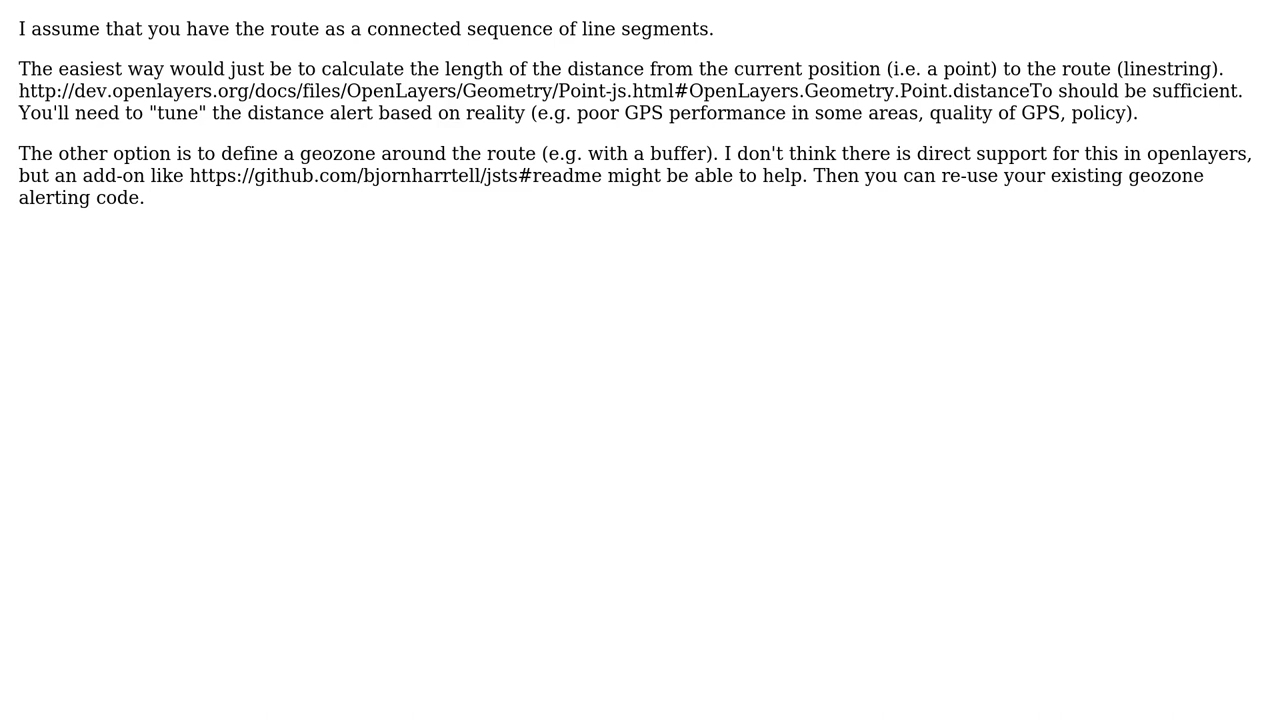 I assume that you have the route as a connected sequence of line segments.
The easiest way would just be to calculate the length of the distance from the current position (i.e. a point) to the route (linestring).
http://dev.openlayers.org/docs/files/OpenLayers/Geometry/Point-js.html#OpenLayers.Geometry.Point.distanceTo should be sufficient.
You'll need to "tune" the distance alert based on reality (e.g. poor GPS performance in some areas, quality of GPS, policy).
The other option is to define a geozone around the route (e.g. with a buffer). I don't think there is direct support for this in openlayers,
but an add-on like https://github.com/bjornharrtell/jsts#readme might be able to help. Then you can re-use your existing geozone
alerting code.